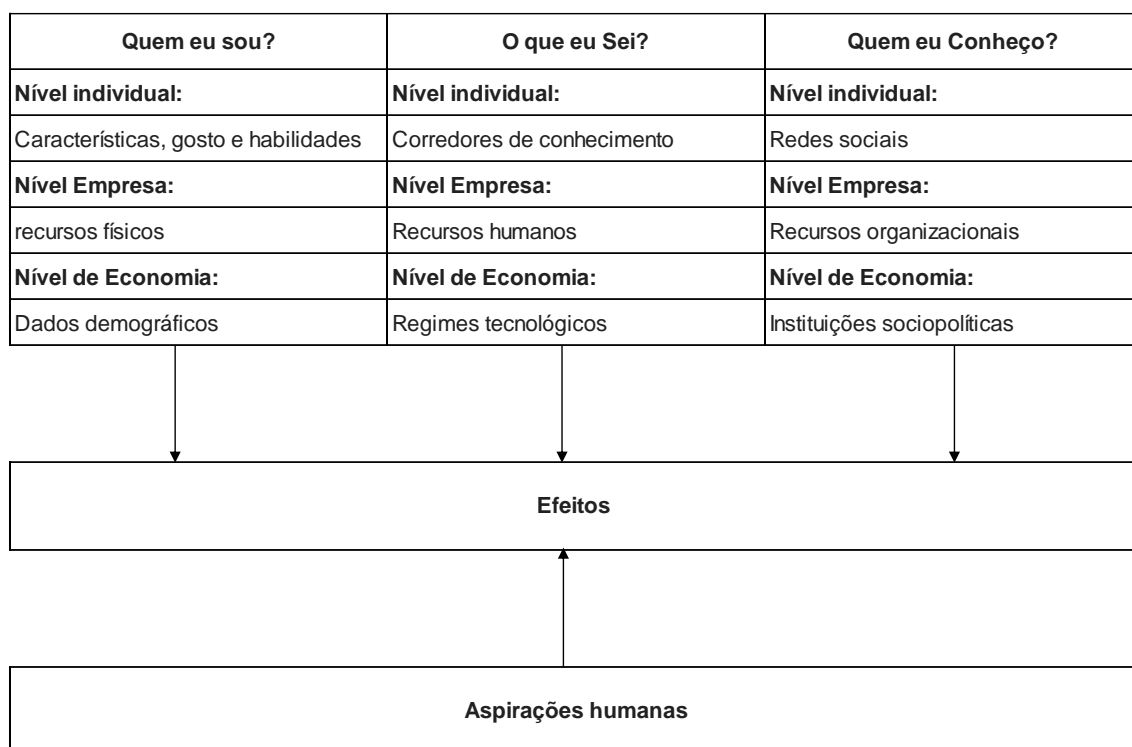 Quem eu sou?
O que eu Sei?
Quem eu Conheço?
Nível individual:
Nível individual:
Nível individual:
Características, gosto e habilidades
Corredores de conhecimento
Redes sociais
Nível Empresa:
Nível Empresa:
Nível Empresa:
recursos físicos
Recursos humanos
Recursos organizacionais
Nível de Economia:
Nível de Economia:
Nível de Economia:
Dados demográficos
Regimes tecnológicos
Instituições sociopolíticas
Efeitos
Aspirações humanas